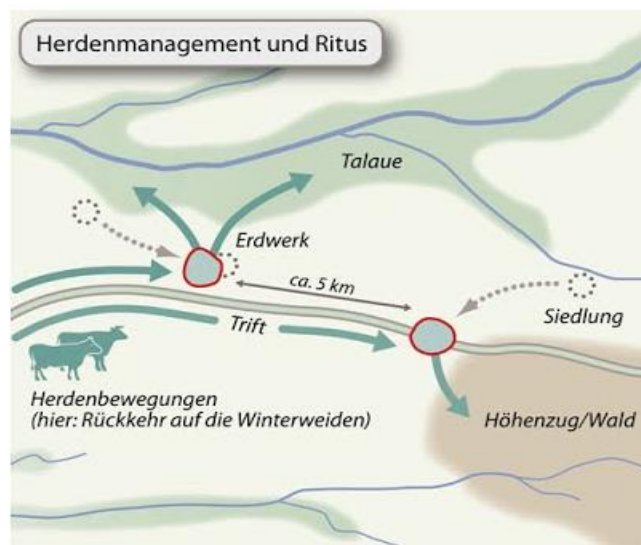 Herdenmanagement und Ritus
Talaue
Erdwerk
ca. 5 km
Siedlung
Trift
Herdenbewegungen
(hier: Rückkehr auf die Winterweiden)
Höhenzug/Wald